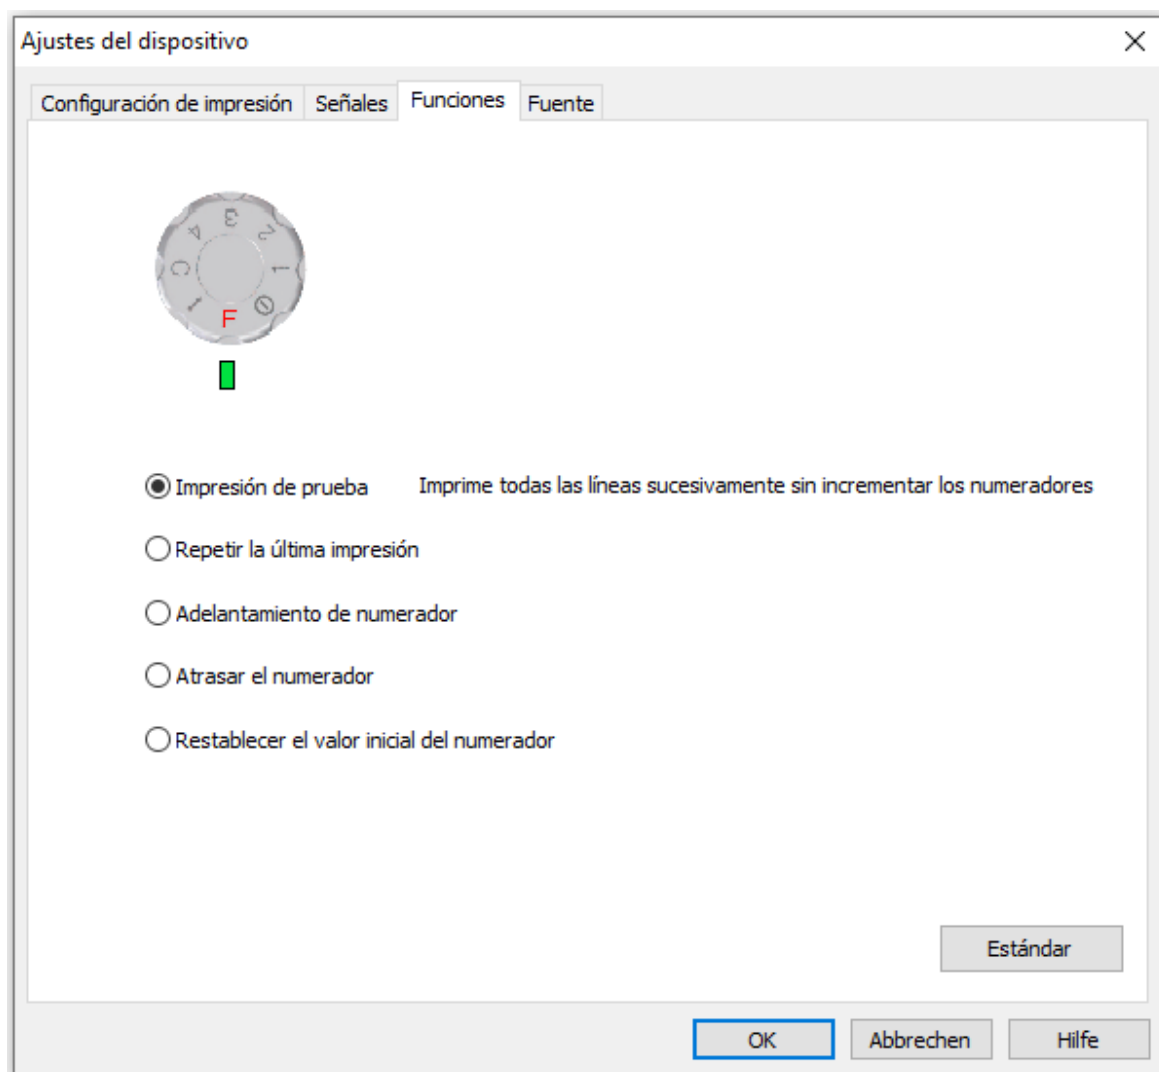 Ajustes del dispositivo
Configuración de impresión Señales Funciones Fuente
3
4 2
C 1
F
Impresión de prueba Imprime todas las líneas sucesivamente sin incrementar los numeradores
Repetir la última impresión
Adelantamiento de numerador
Atrasar el numerador
Restablecer el valor inicial del numerador
Estándar
OK Abbrechen Hilfe